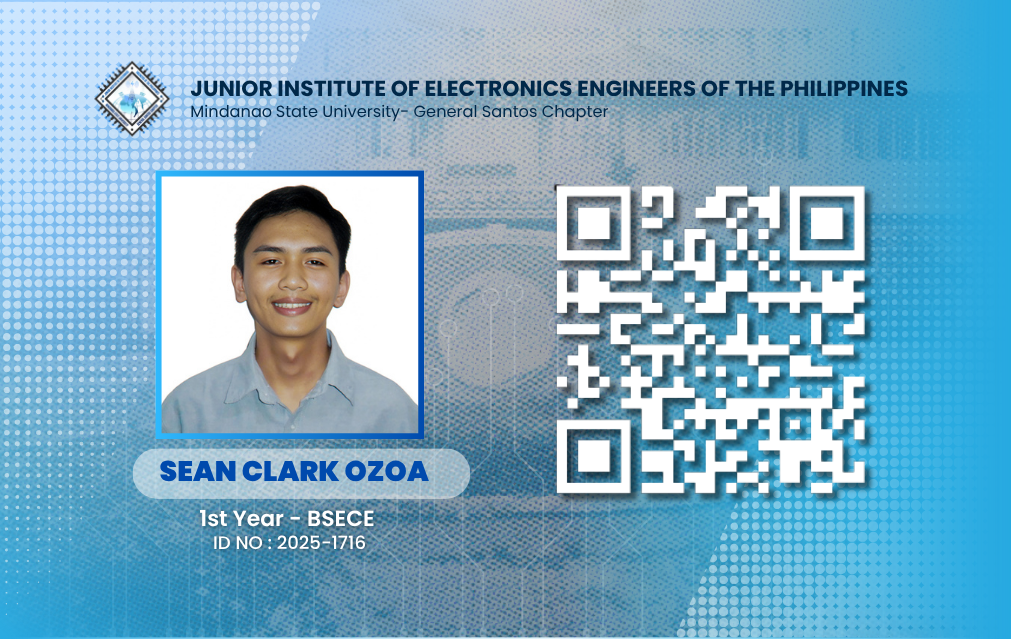 JUNIOR INSTITUTE OF ELECTRONICS ENGINEERS OF THE PHILIPPINES
Mindanao State University- General Santos Chapter
SEAN CLARK OZOA
1st Year - BSECE
ID NO : 2025-1716